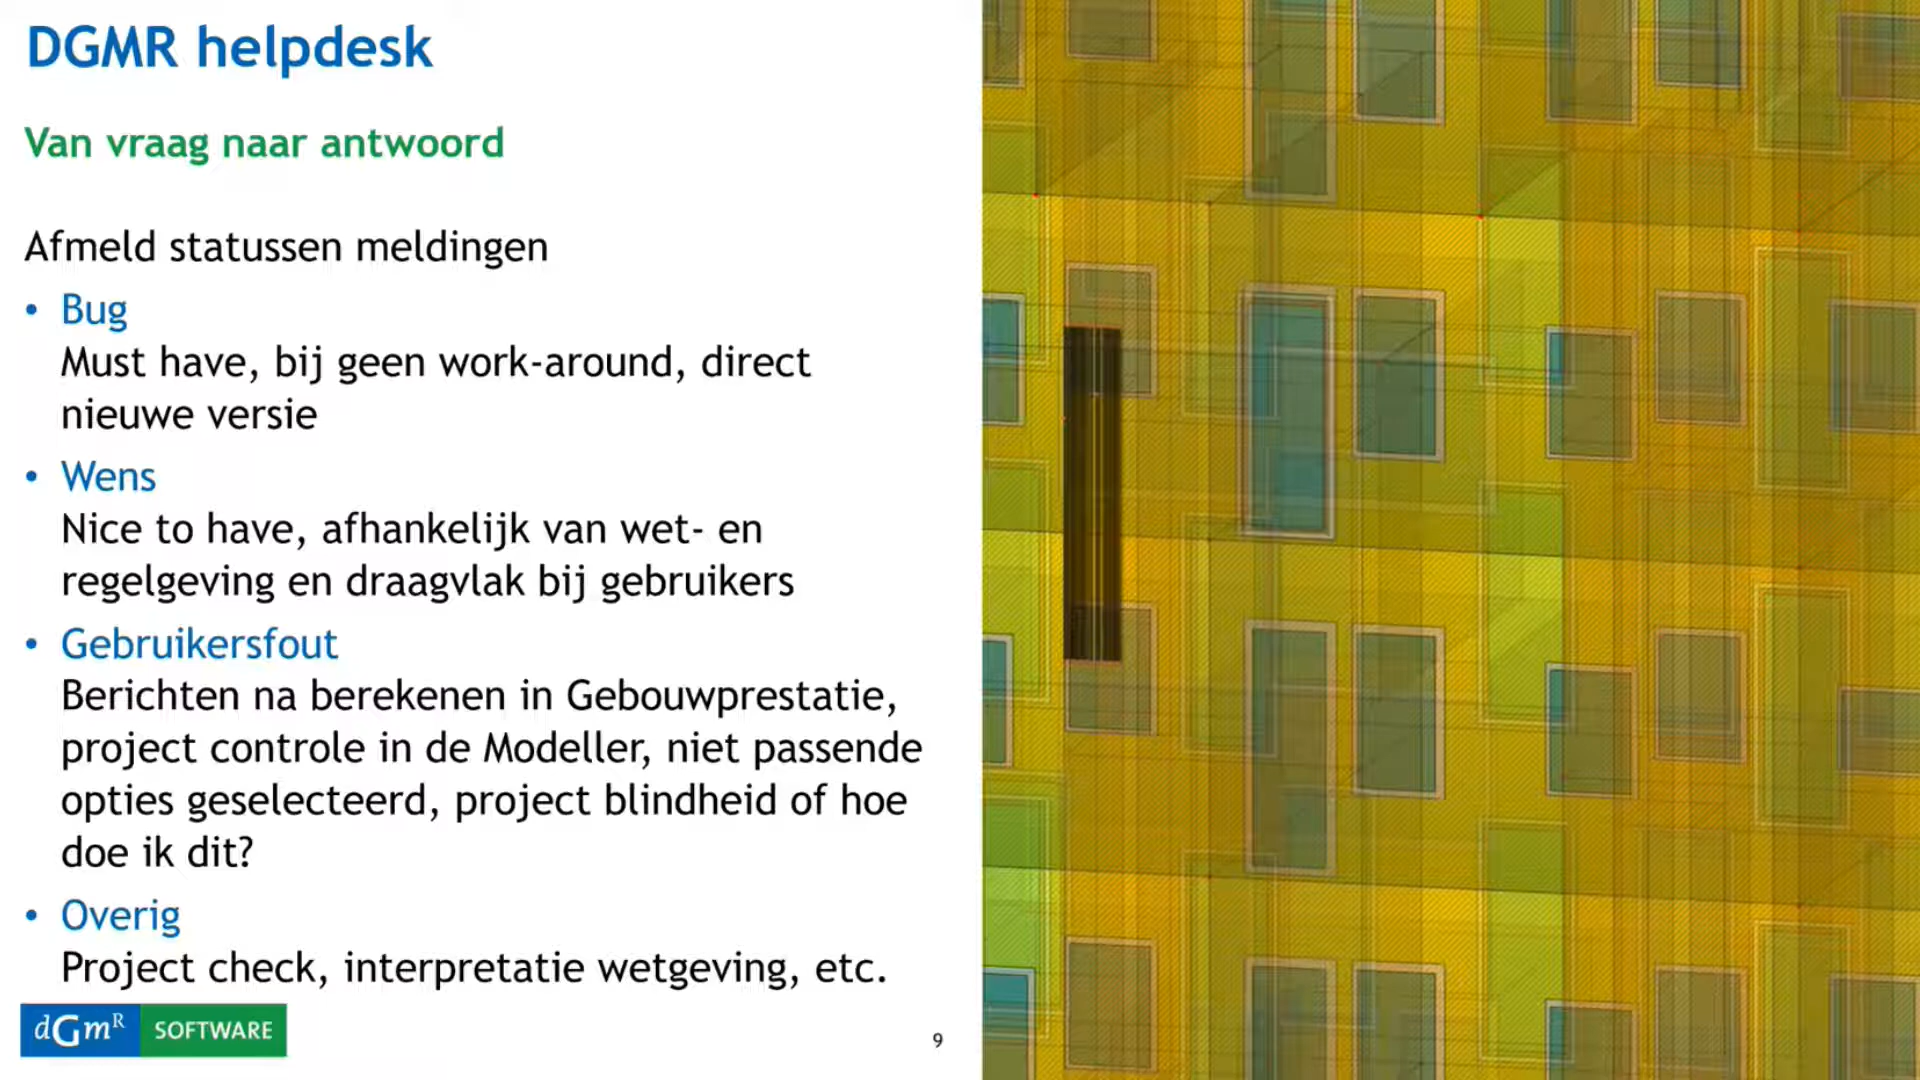 DGMR helpdesk
Van vraag naar antwoord
Afmeld statussen meldingen
• Bug
Must have, bij geen work-around, direct
nieuwe versie
• Wens
Nice to have, afhankelijk van wet- en
regelgeving en draagvlak bij gebruikers
• Gebruikersfout
Berichten na berekenen in Gebouwprestatie,
project controle in de Modeller, niet passende
opties geselecteerd, project blindheid of hoe
doe ik dit?
• Overig
Project check, interpretatie wetgeving, etc.
dGmR SOFTWARE
9